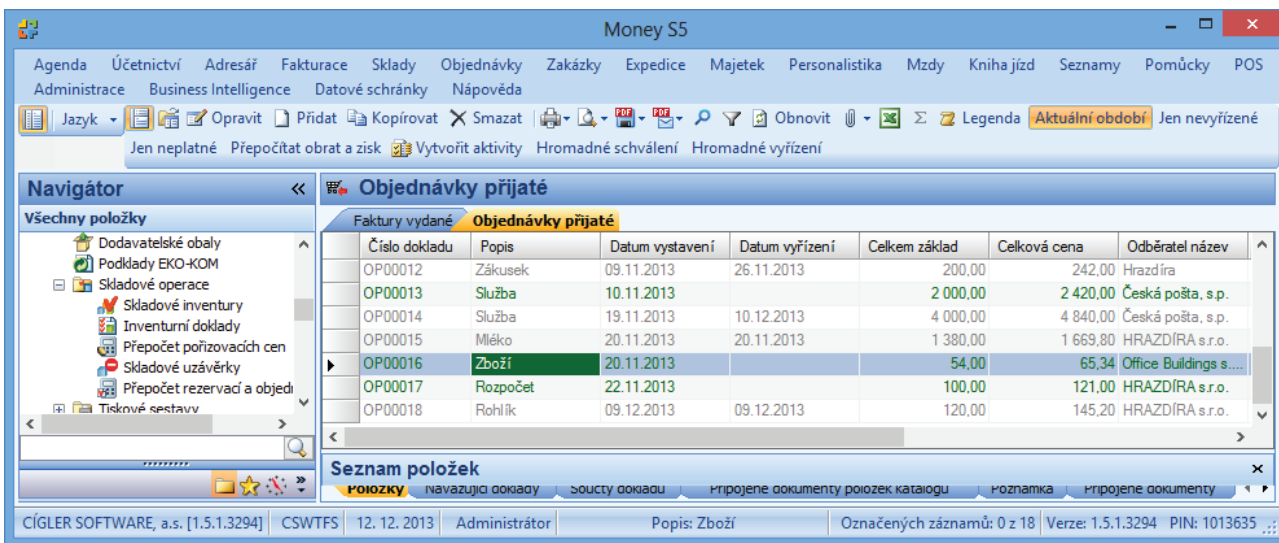 Money S5
Agenda Účetnictví Adresář Fakturace Sklady Objednávky Zakázky Expedice Majetek Personalistika Mzdy Kniha jízd Seznamy Pomůcky POS
Administrace Business Intelligence Datové schránky Nápověda
Jazyk Opravit Přidat Kopírovat Smazat PDF PDF Obnovit Σ Legenda Aktuální období Jen nevyřízené
Jen neplatné Přepočítat obrat a zisk Vytvořit aktivity Hromadné schválení Hromadné vyřízení
Navigátor «
Všechny položky
Dodavatelské obaly
Podklady EKO-KOM
Skladové operace
Skladové inventury
Inventurní doklady
Přepočet pořizovacích cen
Skladové uzávěrky
Přepočet rezervací a objedn
Tiskové sestavy
Objednávky přijaté
Faktury vydané Objednávky přijaté
Číslo dokladu Popis Datum vystavení Datum vyřízení Celkem základ Celková cena Odběratel název
OP00012 Zákusek 09.11.2013 26.11.2013 200,00 242,00 Hrazdíra
OP00013 Služba 10.11.2013 2 000,00 2 420,00 Česká pošta, s.p.
OP00014 Služba 19.11.2013 10.12.2013 4 000,00 4 840,00 Česká pošta, s.p.
OP00015 Mléko 20.11.2013 20.11.2013 1 380,00 1 669,80 HRAZDÍRA s.r.o.
OP00016 Zboží 20.11.2013 54,00 65,34 Office Buildings s....
OP00017 Rozpočet 22.11.2013 100,00 121,00 HRAZDÍRA s.r.o.
OP00018 Rohlík 09.12.2013 09.12.2013 120,00 145,20 HRAZDÍRA s.r.o.
Seznam položek
Položky Navazující doklady Součty dokladu Připojené dokumenty položek katalogu Poznámka Připojené dokumenty
CÍGLER SOFTWARE, a.s. [1.5.1.3294] CSWTFS 12. 12. 2013 Administrátor Popis: Zboží Označených záznamů: 0 z 18 Verze: 1.5.1.3294 PIN: 1013635